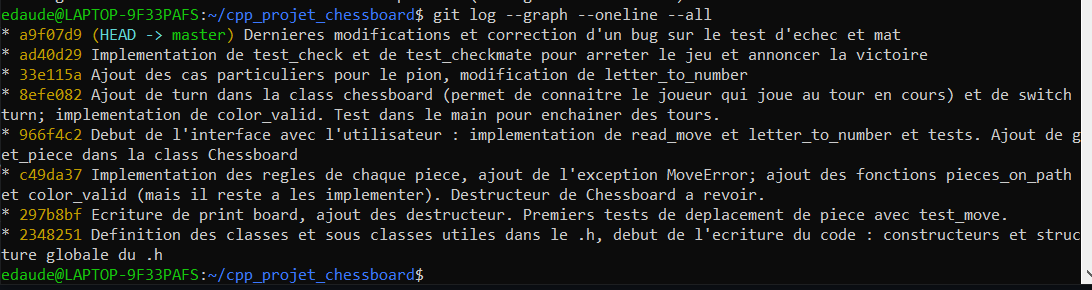 edaude@LAPTOP-9F33PAFS:~/cpp_projet_chessboard$ git log --graph --oneline --all
* a9f07d9 (HEAD -> master) Dernieres modifications et correction d'un bug sur le test d'echec et mat
* ad40d29 Implementation de test_check et de test_checkmate pour arreter le jeu et annoncer la victoire
* 33e115a Ajout des cas particuliers pour le pion, modification de letter_to_number
* 8efe082 Ajout de turn dans la class chessboard (permet de connaitre le joueur qui joue au tour en cours) et de switch
turn; implementation de color_valid. Test dans le main pour enchainer des tours.
* 966f4c2 Debut de l'interface avec l'utilisateur : implementation de read_move et letter_to_number et tests. Ajout de g
et_piece dans la class Chessboard
* c49da37 Implementation des regles de chaque piece, ajout de l'exception MoveError; ajout des fonctions pieces_on_path
et color_valid (mais il reste a les implementer). Destructeur de Chessboard a revoir.
* 297b8bf Ecriture de print board, ajout des destructeur. Premiers tests de deplacement de piece avec test_move.
* 2348251 Definition des classes et sous classes utiles dans le .h, debut de l'ecriture du code : constructeurs et struc
ture globale du .h
edaude@LAPTOP-9F33PAFS:~/cpp_projet_chessboard$